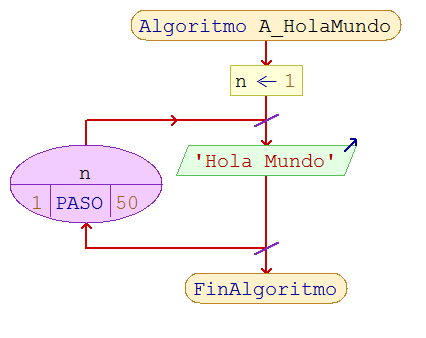 Algoritmo A_HolaMundo
n ← 1
'Hola Mundo'
n
1 PASO 50
FinAlgoritmo